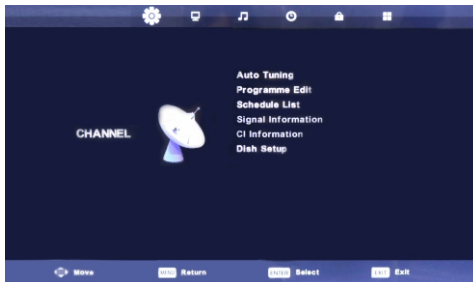 Auto Tuning
Programme Edit
Schedule List
Signal Information
CI Information
Dish Setup
CHANNEL
Move
MENU Return
ENTER Select
EXIT Exit